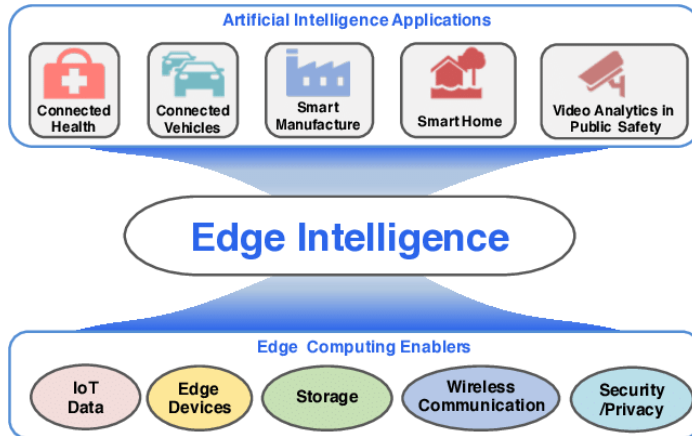 Artificial Intelligence Applications
Connected
Health
Connected
Vehicles
Smart
Manufacture
Smart Home
Video Analytics in
Public Safety
Edge Intelligence
Edge Computing Enablers
IoT
Data
Edge
Devices
Storage
Wireless
Communication
Security
/Privacy